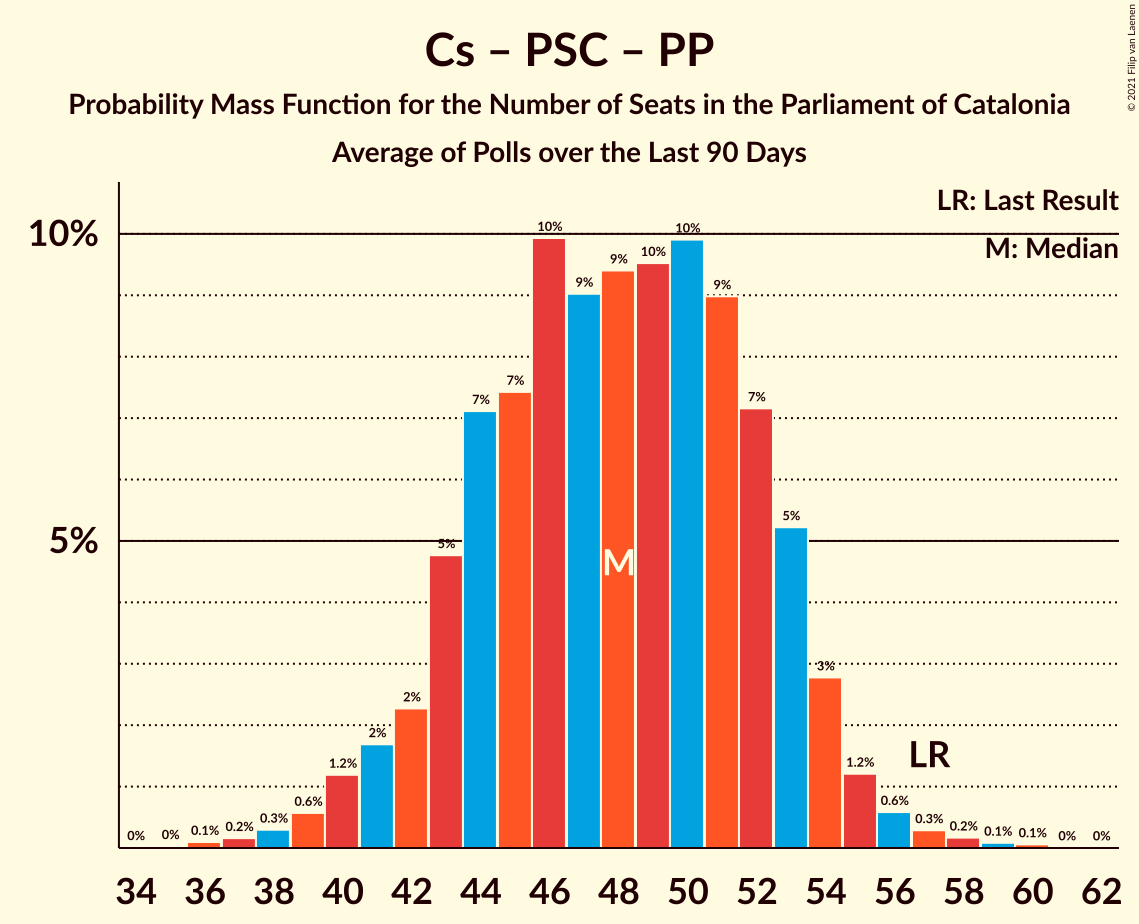 Cs – PSC – PP
Probability Mass Function for the Number of Seats in the Parliament of Catalonia
Average of Polls over the Last 90 Days
© 2021 Filip van Laenen
LR: Last Result
M: Median
10%
5%
0% 0% 0.1% 0.2% 0.3% 0.6% 1.2% 2% 2% 5% 7% 7% 10% 9% 9% 10% 10% 9% 7% 5% 3% 1.2% 0.6% 0.3% 0.2% 0.1% 0.1% 0% 0%
M
LR
34 36 38 40 42 44 46 48 50 52 54 56 58 60 62